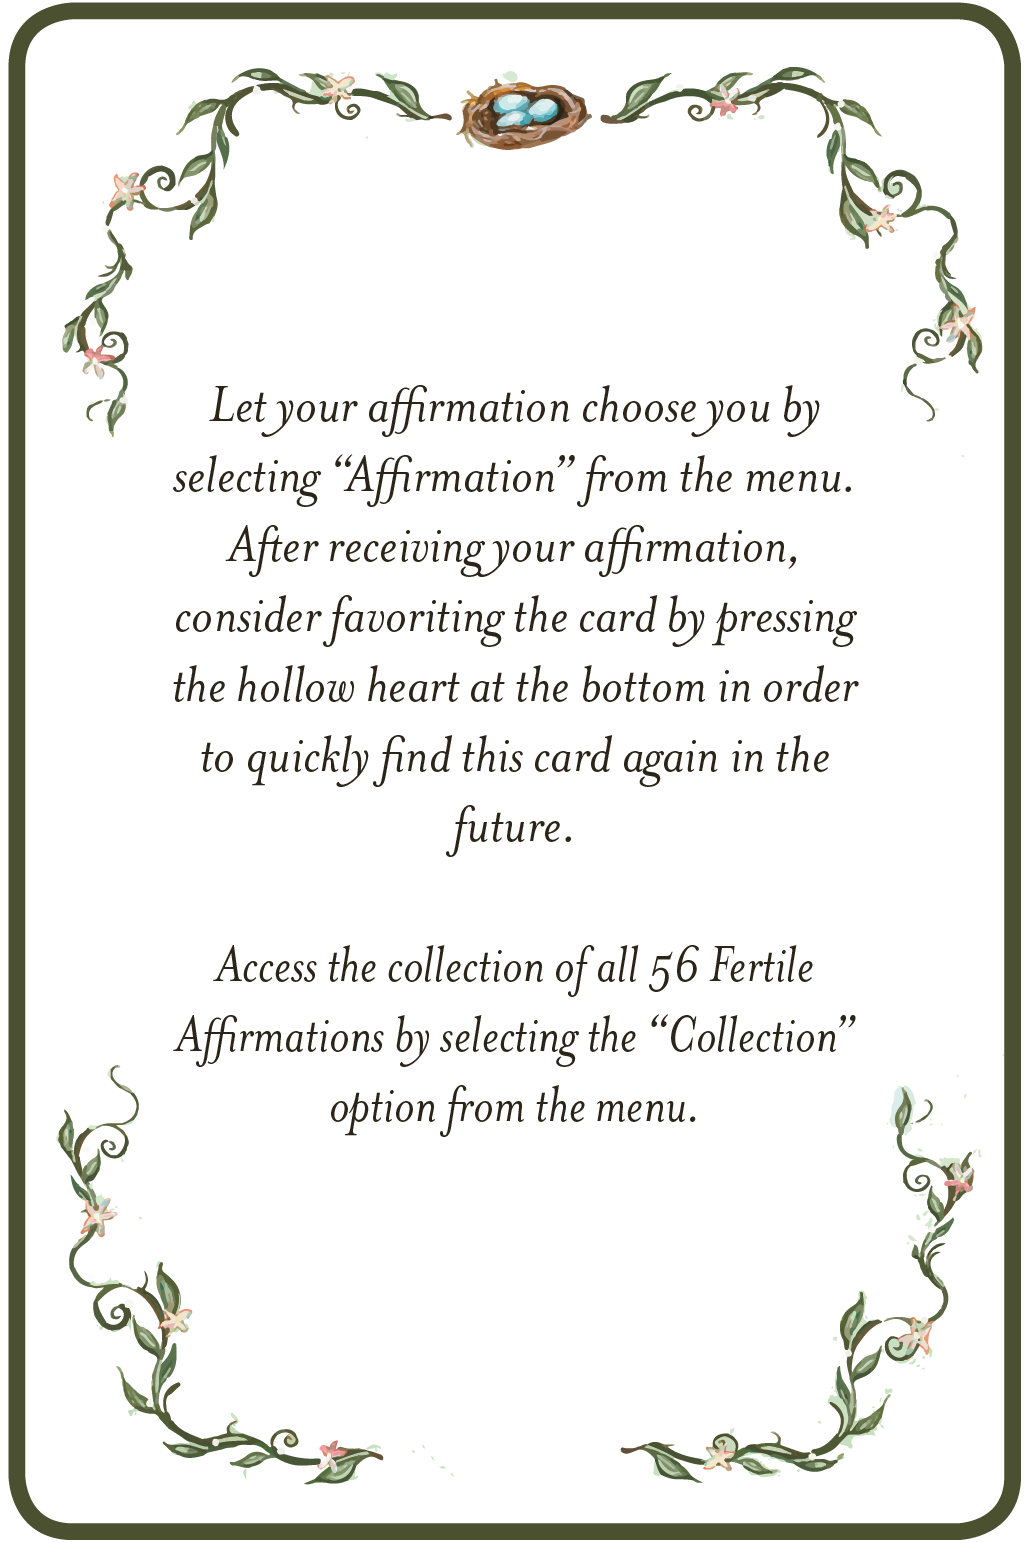 Let your affirmation choose you by
selecting “Affirmation” from the menu.
After receiving your affirmation,
consider favoriting the card by pressing
the hollow heart at the bottom in order
to quickly find this card again in the
future.
Access the collection of all 56 Fertile
Affirmations by selecting the “Collection”
option from the menu.